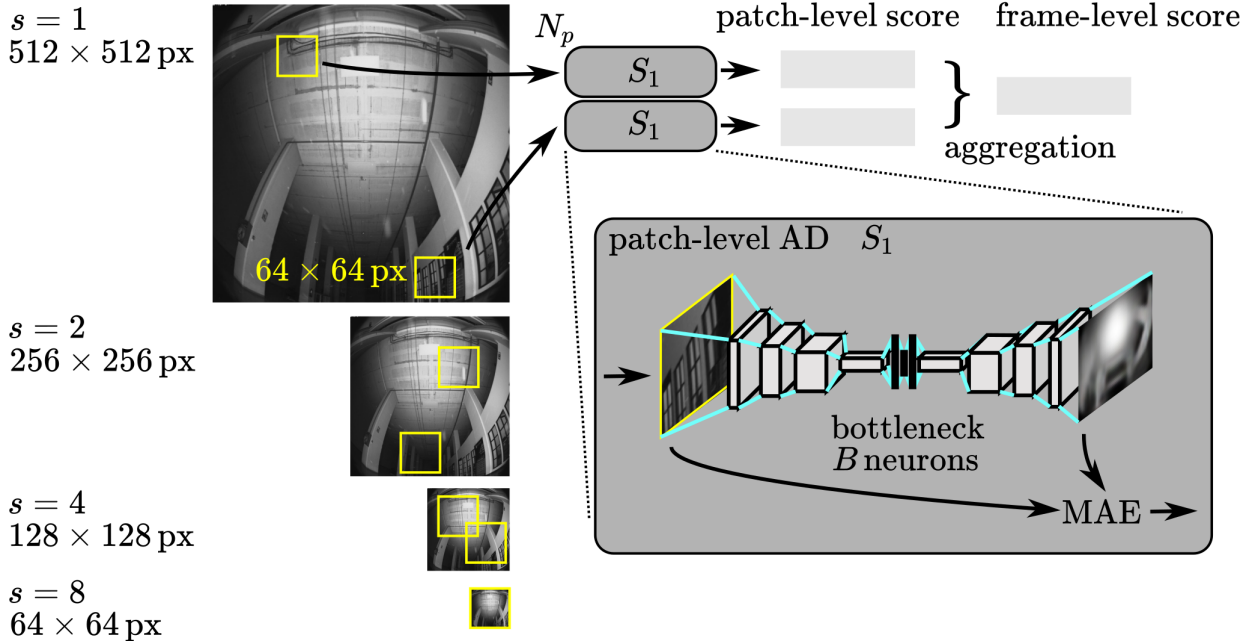 s = 1
512 × 512 px
N_p
patch-level score
frame-level score
S_1
S_1
aggregation
64 × 64 px
patch-level AD S_1
s = 2
256 × 256 px
bottleneck
B neurons
MAE
s = 4
128 × 128 px
s = 8
64 × 64 px